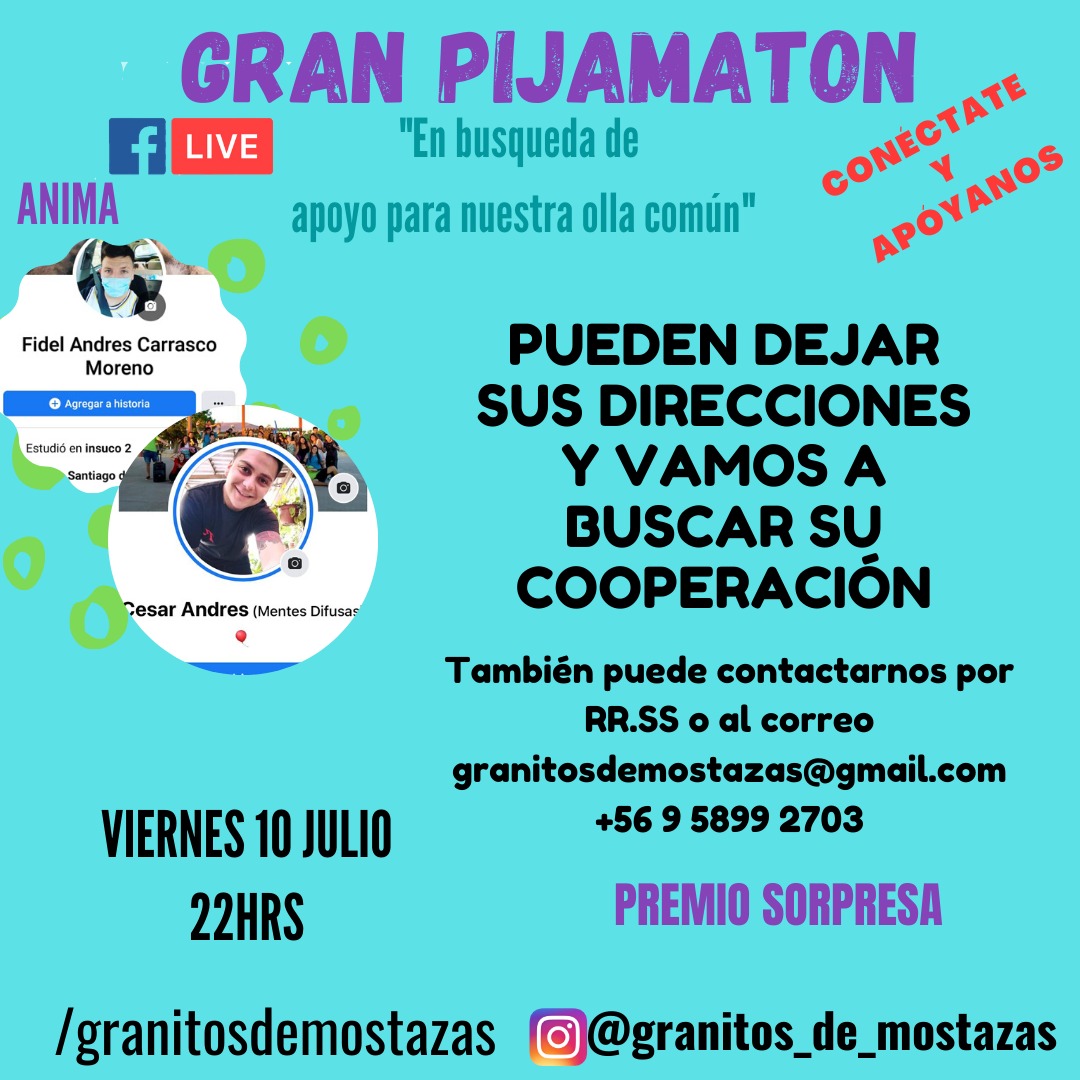 GRAN PIJAMATON
f LIVE
"En busqueda de
apoyo para nuestra olla común"
CONÉCTATE
Y
APÓYANOS
ANIMA
Fidel Andres Carrasco
Moreno
Agregar a historia
Estudió en insuco 2
Santiago d
Cesar Andres (Mentes Difusas
PUEDEN DEJAR
SUS DIRECCIONES
Y VAMOS A
BUSCAR SU
COOPERACIÓN
También puede contactarnos por
RR.SS o al correo
granitosdemostazas@gmail.com
+56 9 5899 2703
VIERNES 10 JULIO
22HRS
PREMIO SORPRESA
/granitosdemostazas
@granitos_de_mostazas